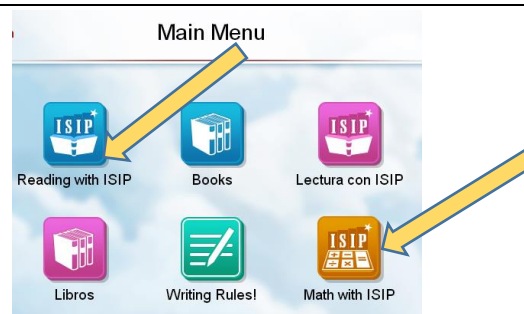 Main Menu
ISIP
ISIP
Reading with ISIP
Books
Lectura con ISIP
ISIP
Libros
Writing Rules!
Math with ISIP